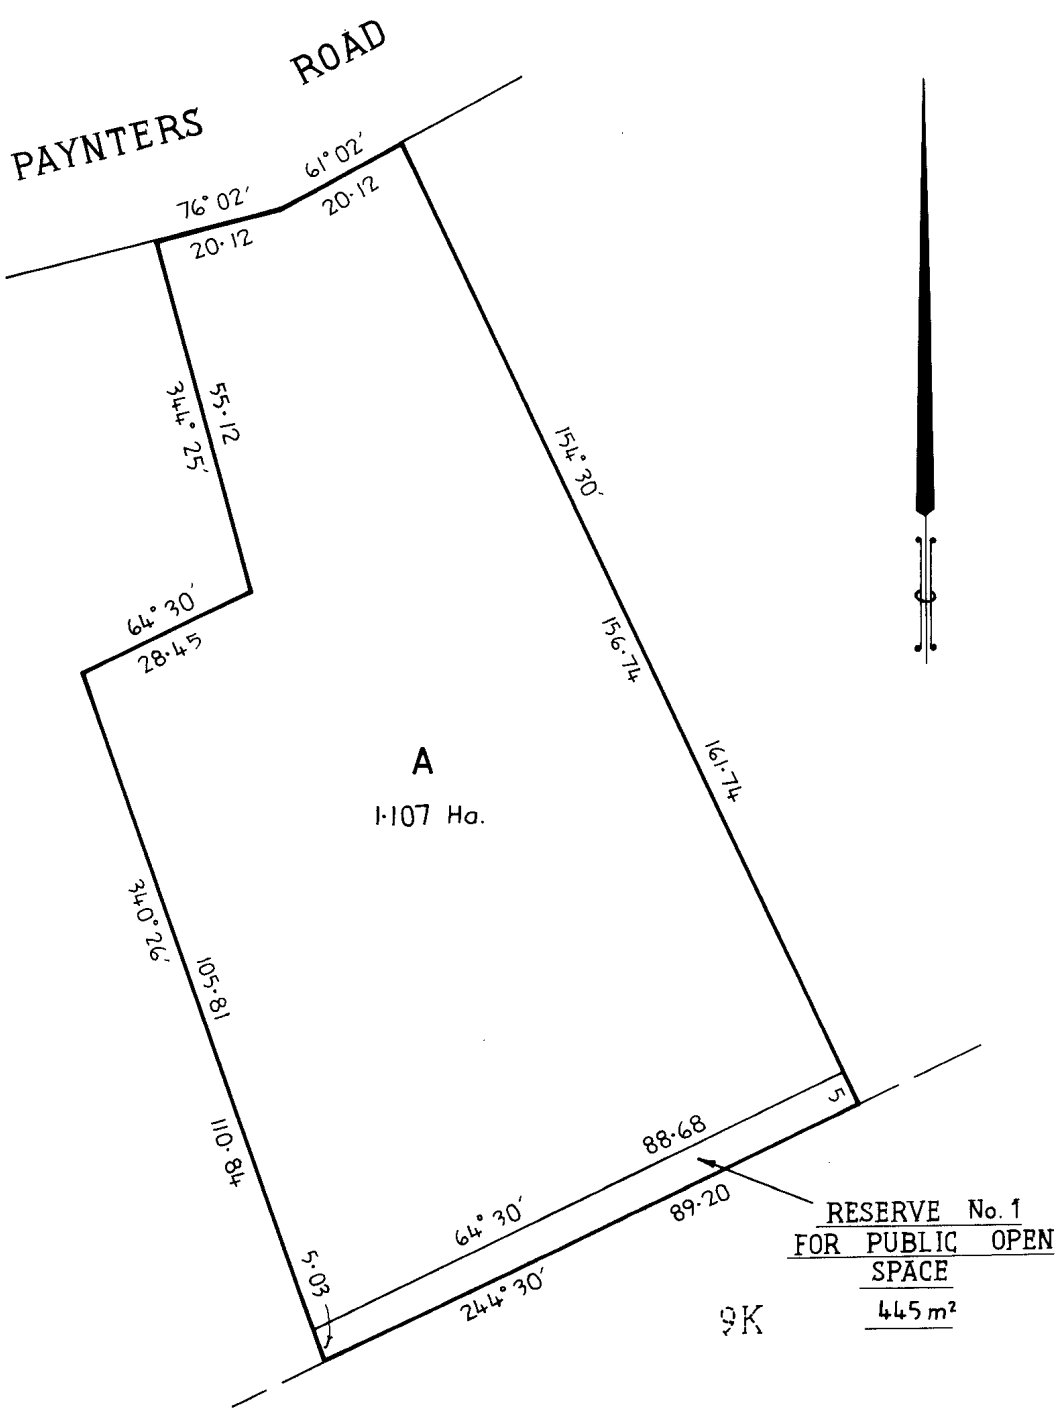 PAYNTERS ROAD
76° 02′
20·12
61° 02′
20·12
344° 25′
55·12
154° 30′
64° 30′
28·45
156·74
161·74
A
1·107 Ha.
340° 26′
105·81
110·84
5·03
88·68
64° 30′
5
89·20
244° 30′
RESERVE No. 1
FOR PUBLIC OPEN
SPACE
445 m²
9K